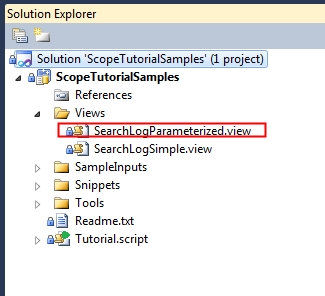 Solution Explorer
Solution 'ScopeTutorialSamples' (1 project)
ScopeTutorialSamples
References
Views
SearchLogParameterized.view
SearchLogSimple.view
SampleInputs
Snippets
Tools
Readme.txt
Tutorial.script